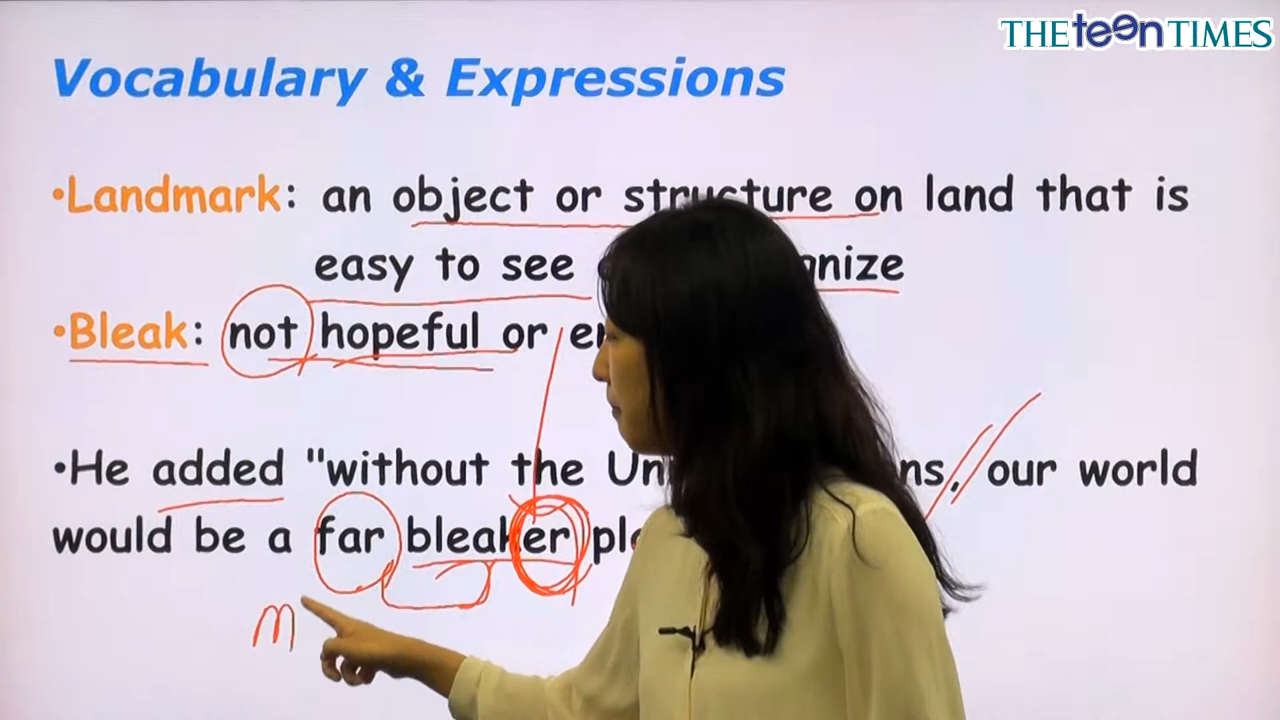 THE teen TIMES
Vocabulary & Expressions
•Landmark: an object or structure on land that is
easy to see
•Bleak: not hopeful or
•He added "without the our world
would be a far bleaker
m